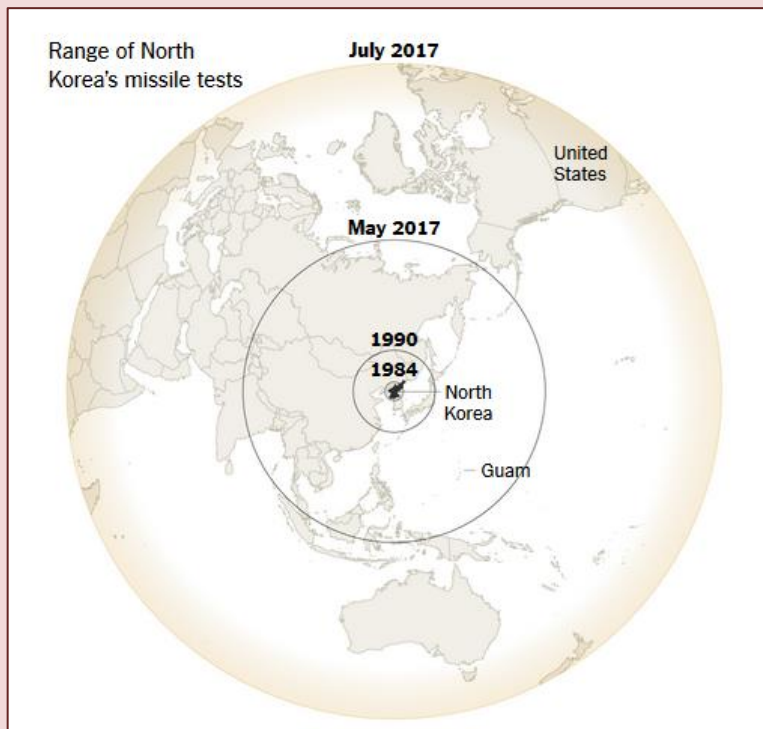 Range of North
Korea's missile tests
July 2017
United
States
May 2017
1990
1984
North
Korea
Guam